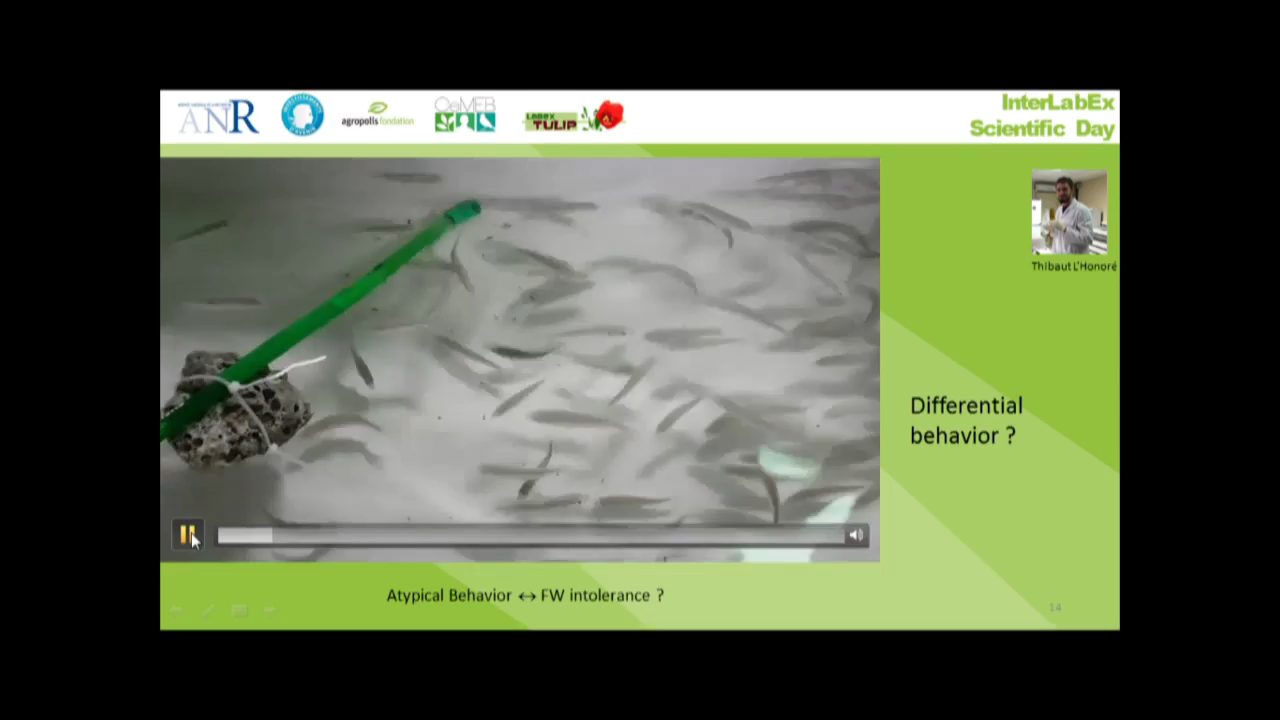 ANR
agropolis fondation
CeMEB
LABEX
TULIP
InterLabEx
Scientific Day
Thibaut L'Honoré
Differential
behavior ?
Atypical Behavior ↔ FW intolerance ?
14